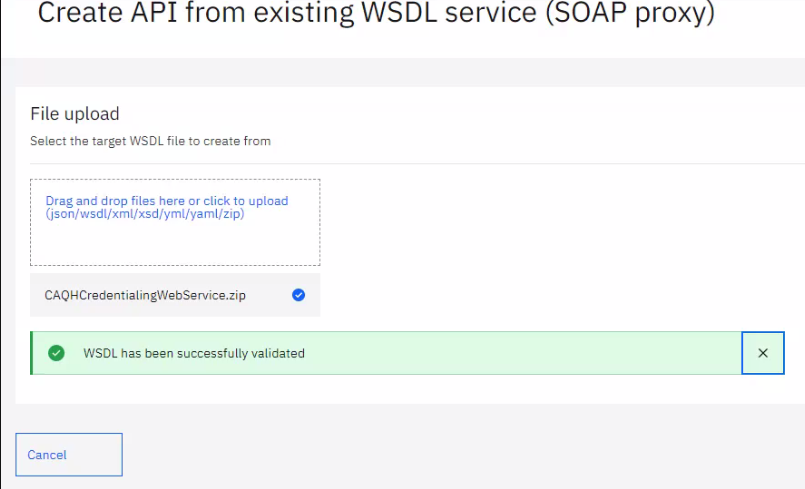 Create API from existing WSDL service (SOAP proxy)
File upload
Select the target WSDL file to create from
Drag and drop files here or click to upload
(json/wsdl/xml/xsd/yml/yaml/zip)
CAQHCredentialingWebService.zip
WSDL has been successfully validated
Cancel